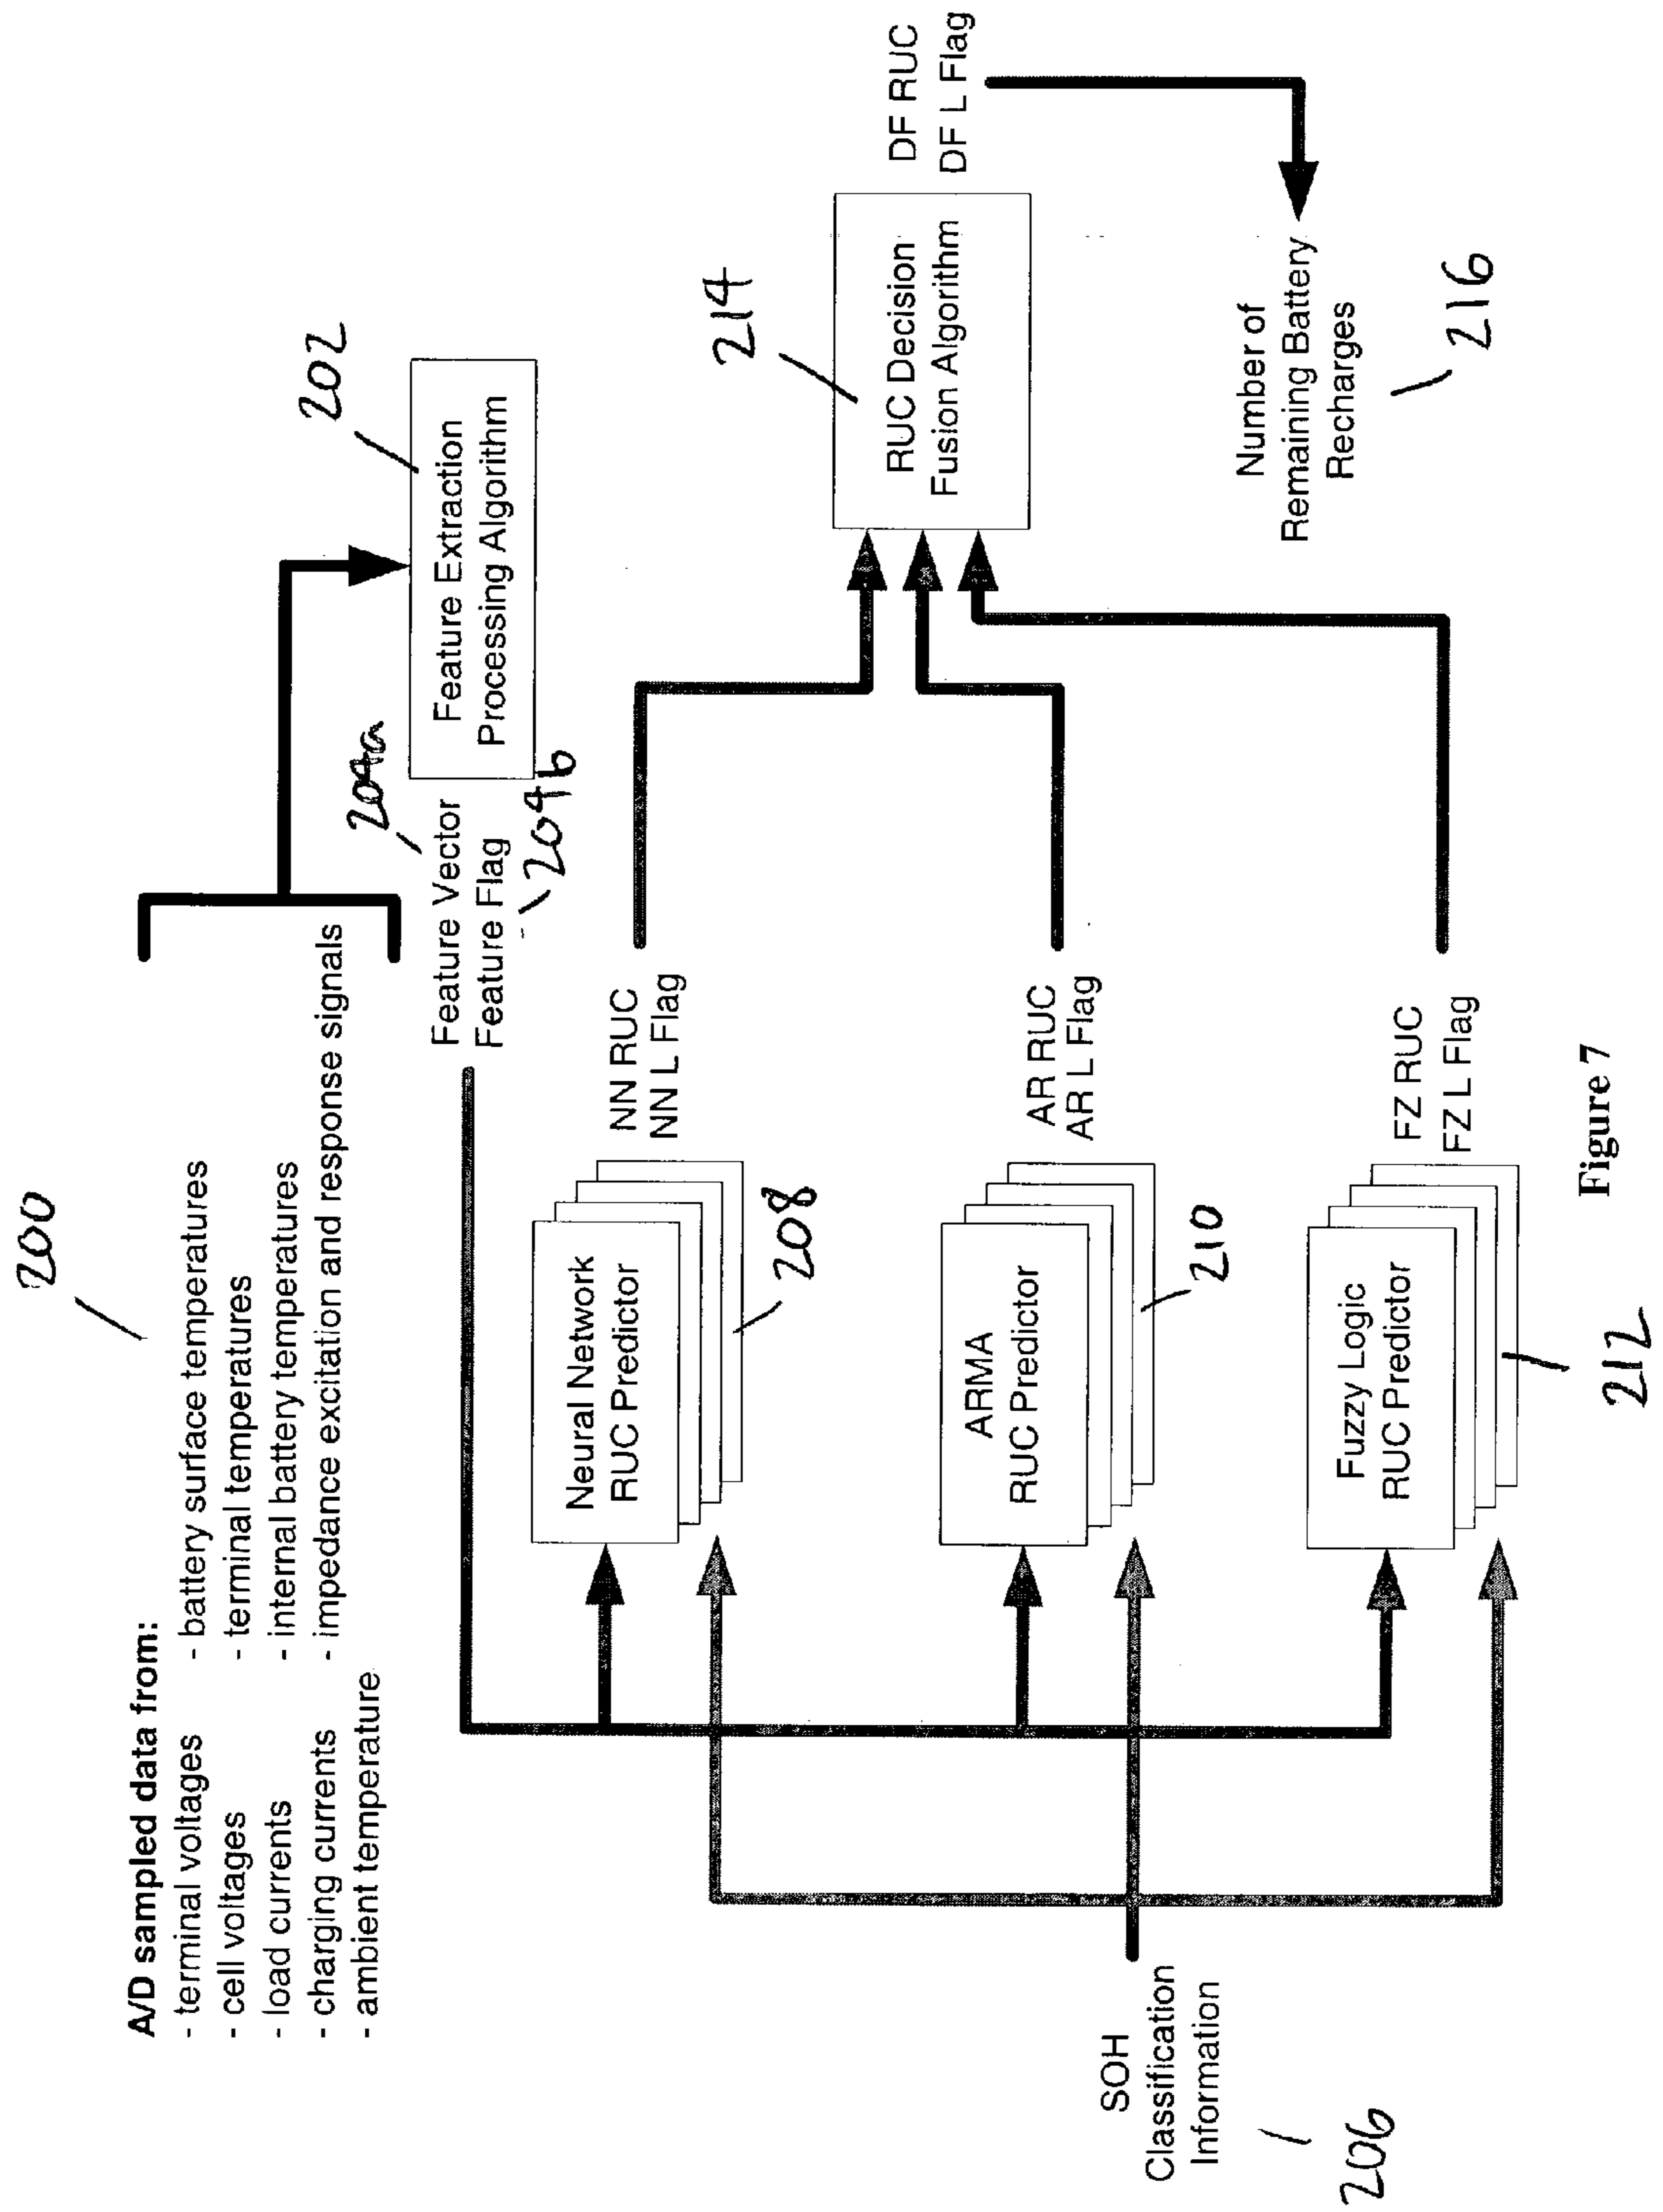 200
A/D sampled data from:
- terminal voltages
- cell voltages
- load currents
- charging currents
- ambient temperature
- battery surface temperatures
- terminal temperatures
- internal battery temperatures
- impedance excitation and response signals
202
Feature Extraction
Processing Algorithm
204a
Feature Vector
Feature Flag
204b
SOH
Classification
Information
206
Neural Network
RUC Predictor
208
NN RUC
NN L Flag
ARMA
RUC Predictor
210
AR RUC
AR L Flag
Fuzzy Logic
RUC Predictor
212
FZ RUC
FZ L Flag
214
RUC Decision
Fusion Algorithm
DF RUC
DF L Flag
Number of
Remaining Battery
Recharges
216
Figure 7